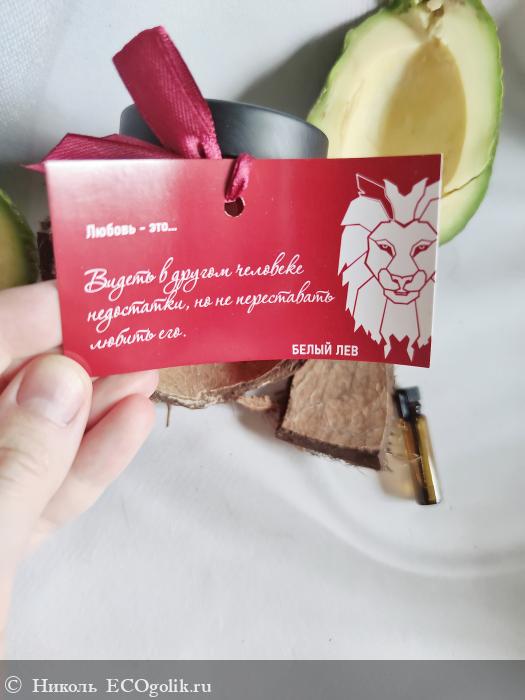 Любовь - это...
Видеть в другом человеке
недостатки, но не переставать
любить его.
БЕЛЫЙ ЛЕВ
© Николь ECOgolik.ru